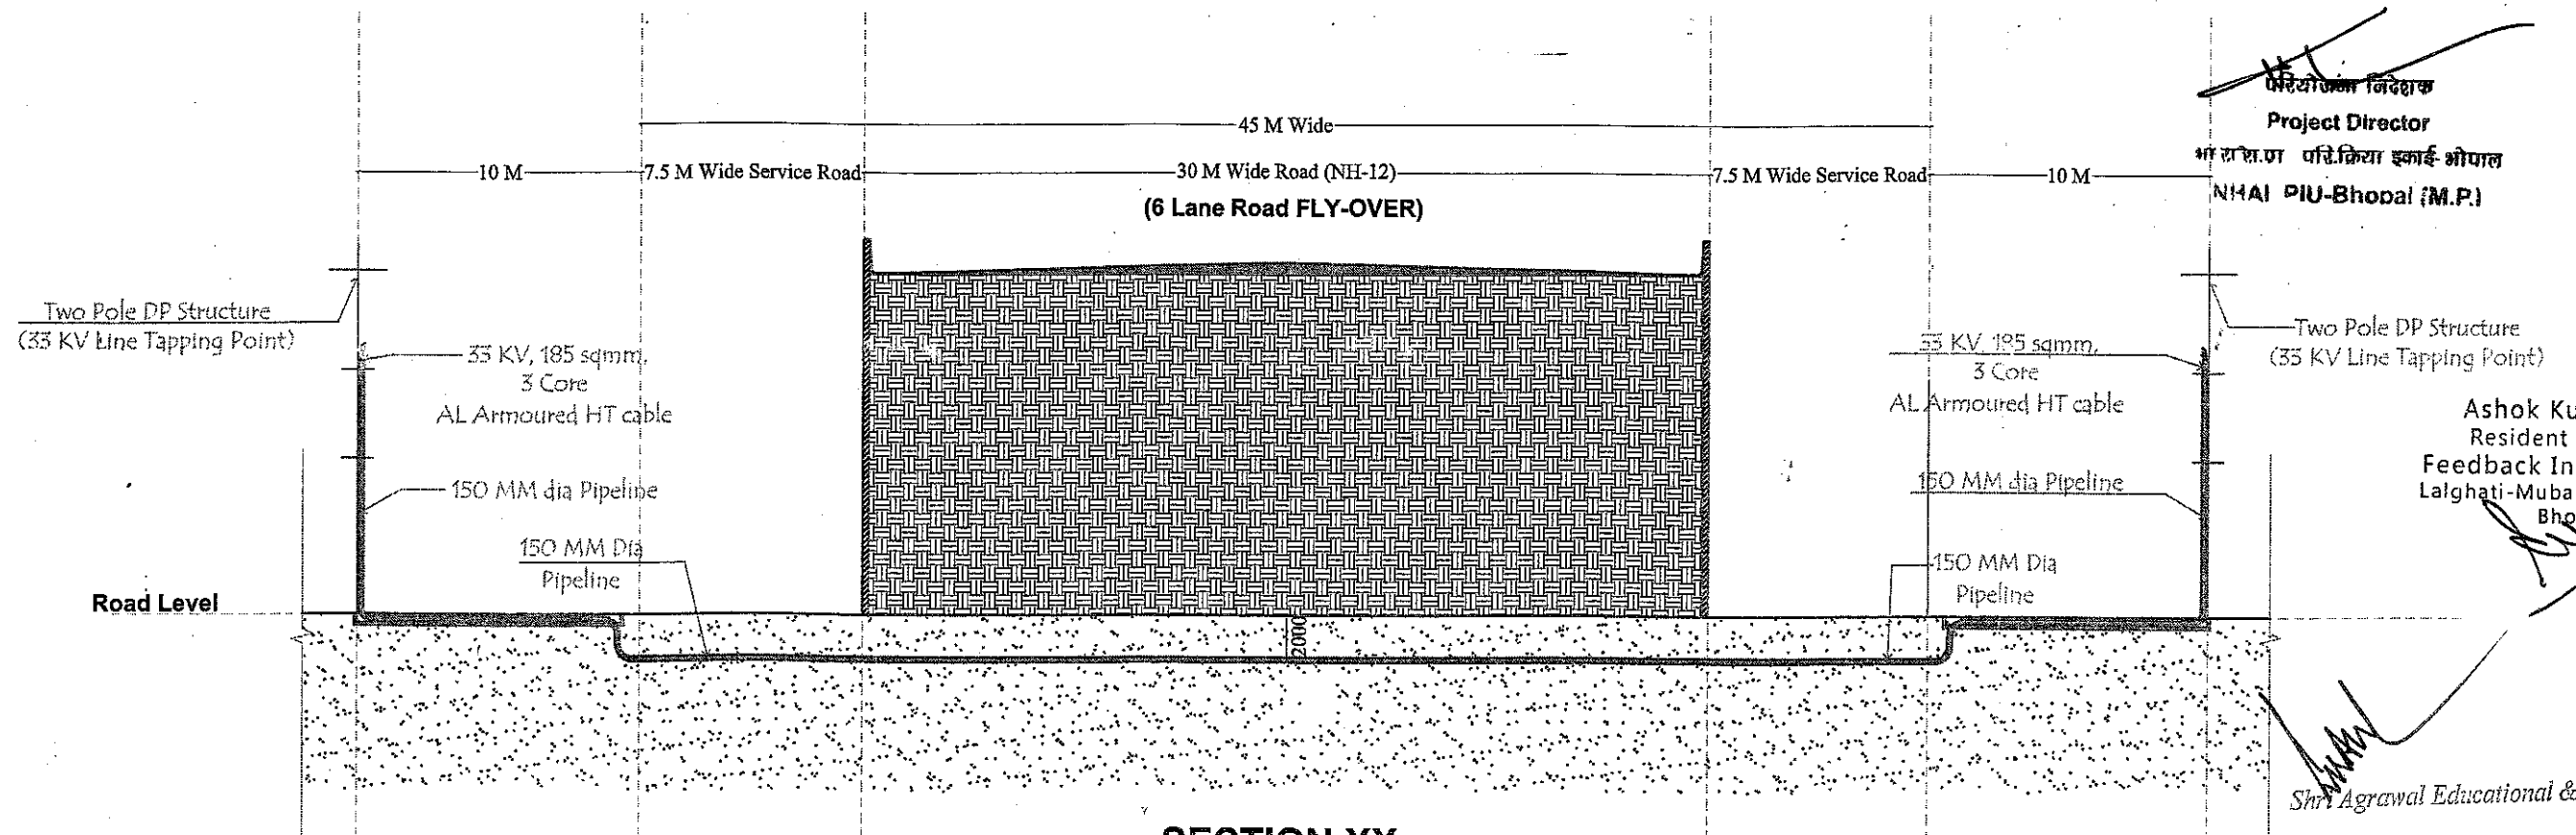 परियोजना निदेशक
Project Director
भा.रा.रा.प्रा परि.क्रिया इकाई-भोपाल
NHAI PIU-Bhopal (M.P.)
45 M Wide
10 M
7.5 M Wide Service Road
30 M Wide Road (NH-12)
7.5 M Wide Service Road
10 M
(6 Lane Road FLY-OVER)
Two Pole DP Structure
(33 KV Line Tapping Point)
33 KV, 185 sqmm,
3 Core
AL Armoured HT cable
150 MM dia Pipeline
150 MM Dia
Pipeline
Road Level
2000
33 KV, 185 sqmm,
3 Core
AL Armoured HT cable
150 MM dia Pipeline
150 MM Dia
Pipeline
Two Pole DP Structure
(33 KV Line Tapping Point)
Ashok Ku
Resident
Feedback In
Lalghati-Muba
Bho
Shri Agrawal Educational &
SECTION XX